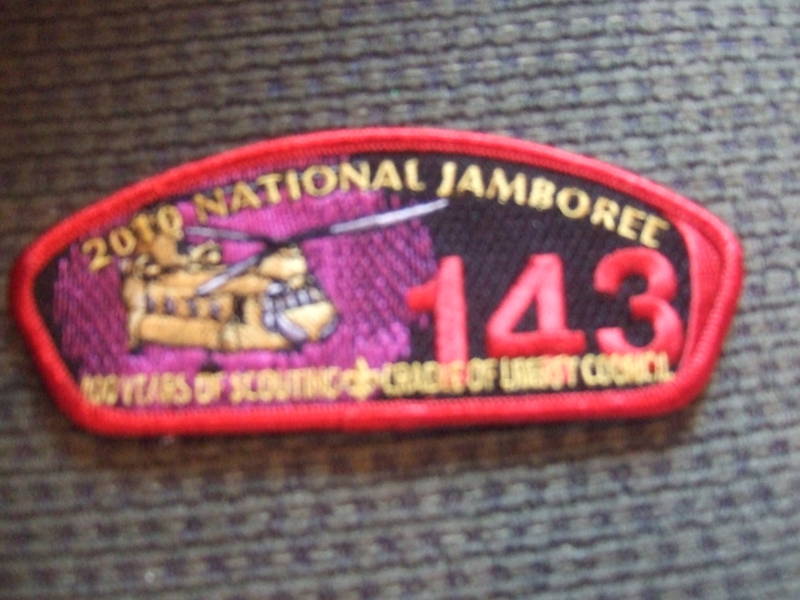 2010 NATIONAL JAMBOREE
143
100 YEARS OF SCOUTING CRADLE OF LIBERTY COUNCIL